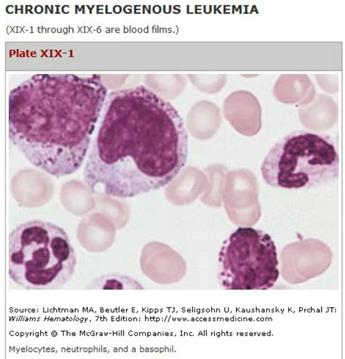 CHRONIC MYELOGENOUS LEUKEMIA
(XIX-1 through XIX-6 are blood films.)
Plate XIX-1
Source: Lichtman MA, Beutler E, Kipps TJ, Seligsohn U, Kaushansky K, Prchal JT:
Williams Hematology, 7th Edition: http://www.accessmedicine.com
Copyright © The McGraw-Hill Companies, Inc. All rights reserved.
Myelocytes, neutrophils, and a basophil.